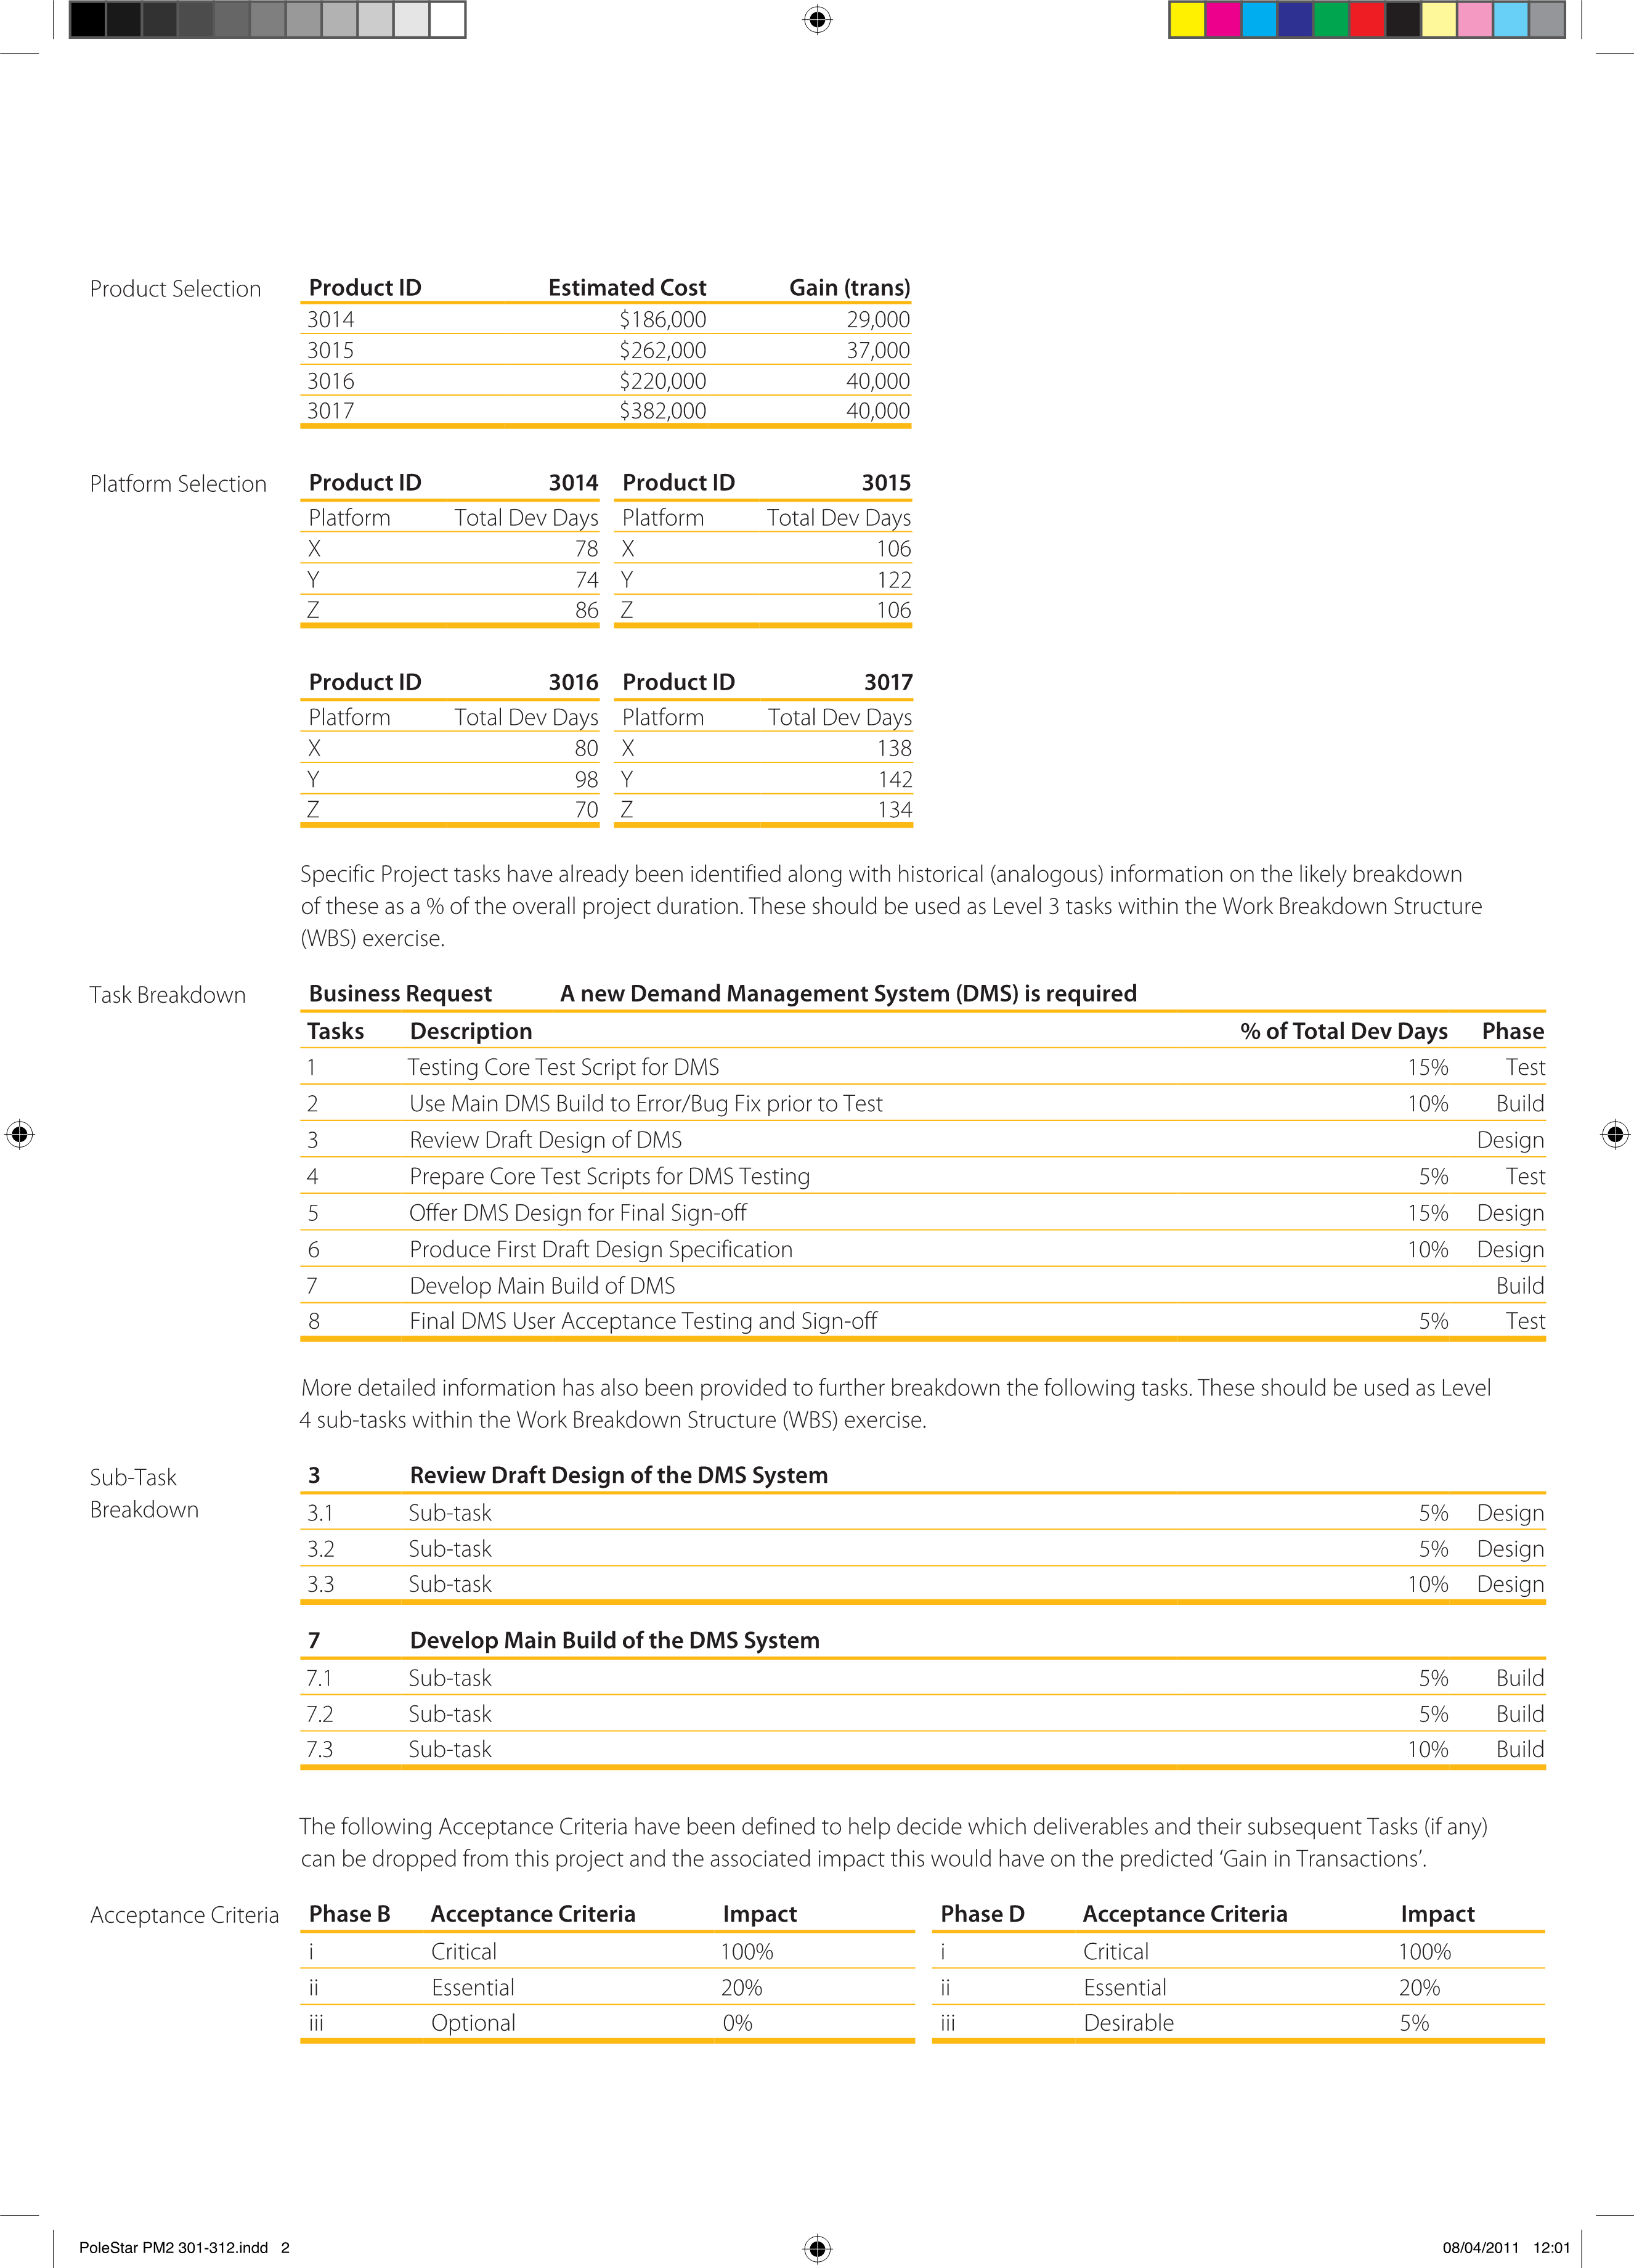 Product Selection
Product ID Estimated Cost Gain (trans)
3014 $186,000 29,000
3015 $262,000 37,000
3016 $220,000 40,000
3017 $382,000 40,000
Platform Selection
Product ID 3014 Product ID 3015
Platform Total Dev Days Platform Total Dev Days
X 78 X 106
Y 74 Y 122
Z 86 Z 106
Product ID 3016 Product ID 3017
Platform Total Dev Days Platform Total Dev Days
X 80 X 138
Y 98 Y 142
Z 70 Z 134
Specific Project tasks have already been identified along with historical (analogous) information on the likely breakdown
of these as a % of the overall project duration. These should be used as Level 3 tasks within the Work Breakdown Structure
(WBS) exercise.
Task Breakdown
Business Request A new Demand Management System (DMS) is required
Tasks Description % of Total Dev Days Phase
1 Testing Core Test Script for DMS 15% Test
2 Use Main DMS Build to Error/Bug Fix prior to Test 10% Build
3 Review Draft Design of DMS Design
4 Prepare Core Test Scripts for DMS Testing 5% Test
5 Offer DMS Design for Final Sign-off 15% Design
6 Produce First Draft Design Specification 10% Design
7 Develop Main Build of DMS Build
8 Final DMS User Acceptance Testing and Sign-off 5% Test
More detailed information has also been provided to further breakdown the following tasks. These should be used as Level
4 sub-tasks within the Work Breakdown Structure (WBS) exercise.
Sub-Task
Breakdown
3 Review Draft Design of the DMS System
3.1 Sub-task 5% Design
3.2 Sub-task 5% Design
3.3 Sub-task 10% Design
7 Develop Main Build of the DMS System
7.1 Sub-task 5% Build
7.2 Sub-task 5% Build
7.3 Sub-task 10% Build
The following Acceptance Criteria have been defined to help decide which deliverables and their subsequent Tasks (if any)
can be dropped from this project and the associated impact this would have on the predicted ‘Gain in Transactions’.
Acceptance Criteria
Phase B Acceptance Criteria Impact Phase D Acceptance Criteria Impact
i Critical 100% i Critical 100%
ii Essential 20% ii Essential 20%
iii Optional 0% iii Desirable 5%
PoleStar PM2 301-312.indd 2 08/04/2011 12:01